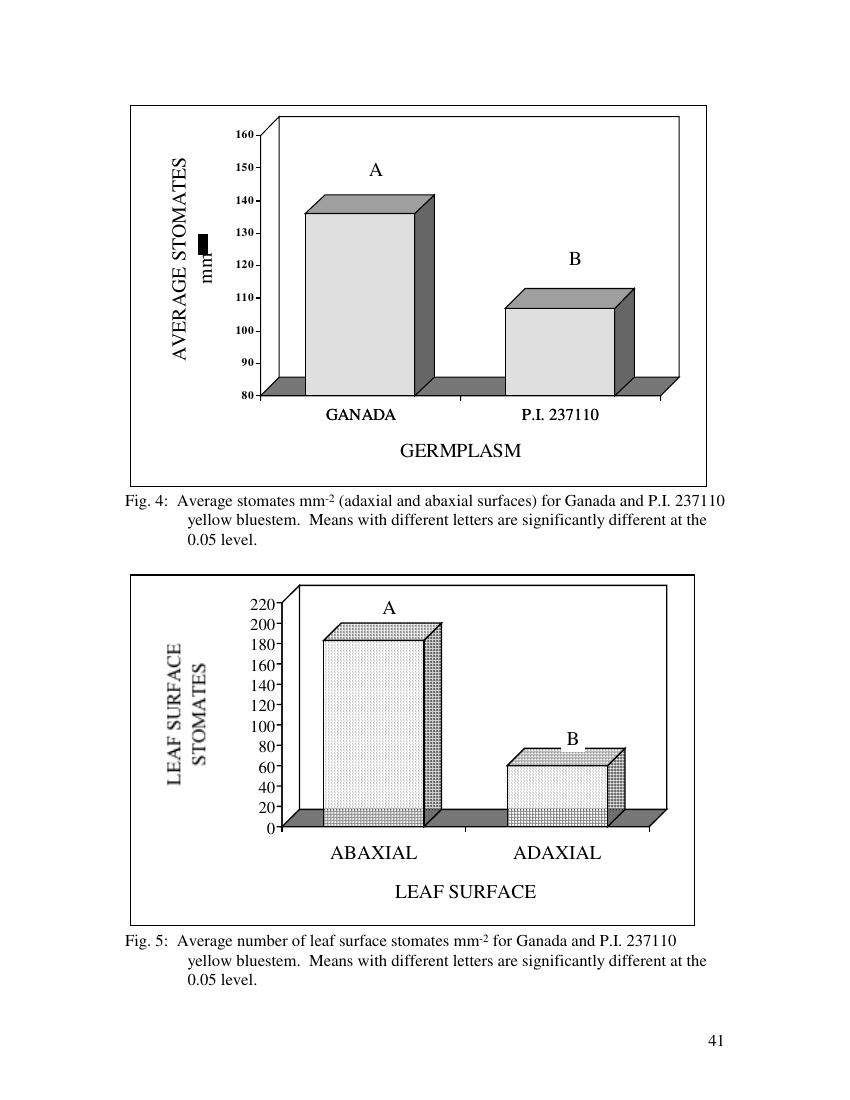 160
150
140
130
120
110
100
90
80
AVERAGE STOMATES
mm
A
B
GANADA
P.I. 237110
GERMPLASM
Fig. 4: Average stomates mm-2 (adaxial and abaxial surfaces) for Ganada and P.I. 237110
yellow bluestem. Means with different letters are significantly different at the
0.05 level.
220
200
180
160
140
120
100
80
60
40
20
0
LEAF SURFACE
STOMATES
A
B
ABAXIAL
ADAXIAL
LEAF SURFACE
Fig. 5: Average number of leaf surface stomates mm-2 for Ganada and P.I. 237110
yellow bluestem. Means with different letters are significantly different at the
0.05 level.
41